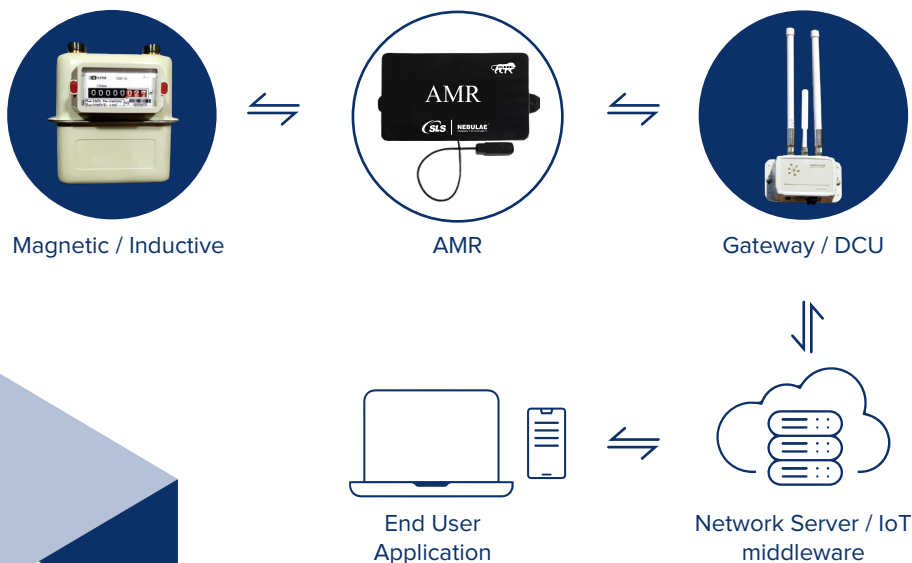 AMR
SLS
NEBULAE
Magnetic / Inductive
AMR
Gateway / DCU
End User
Application
Network Server / IoT
middleware